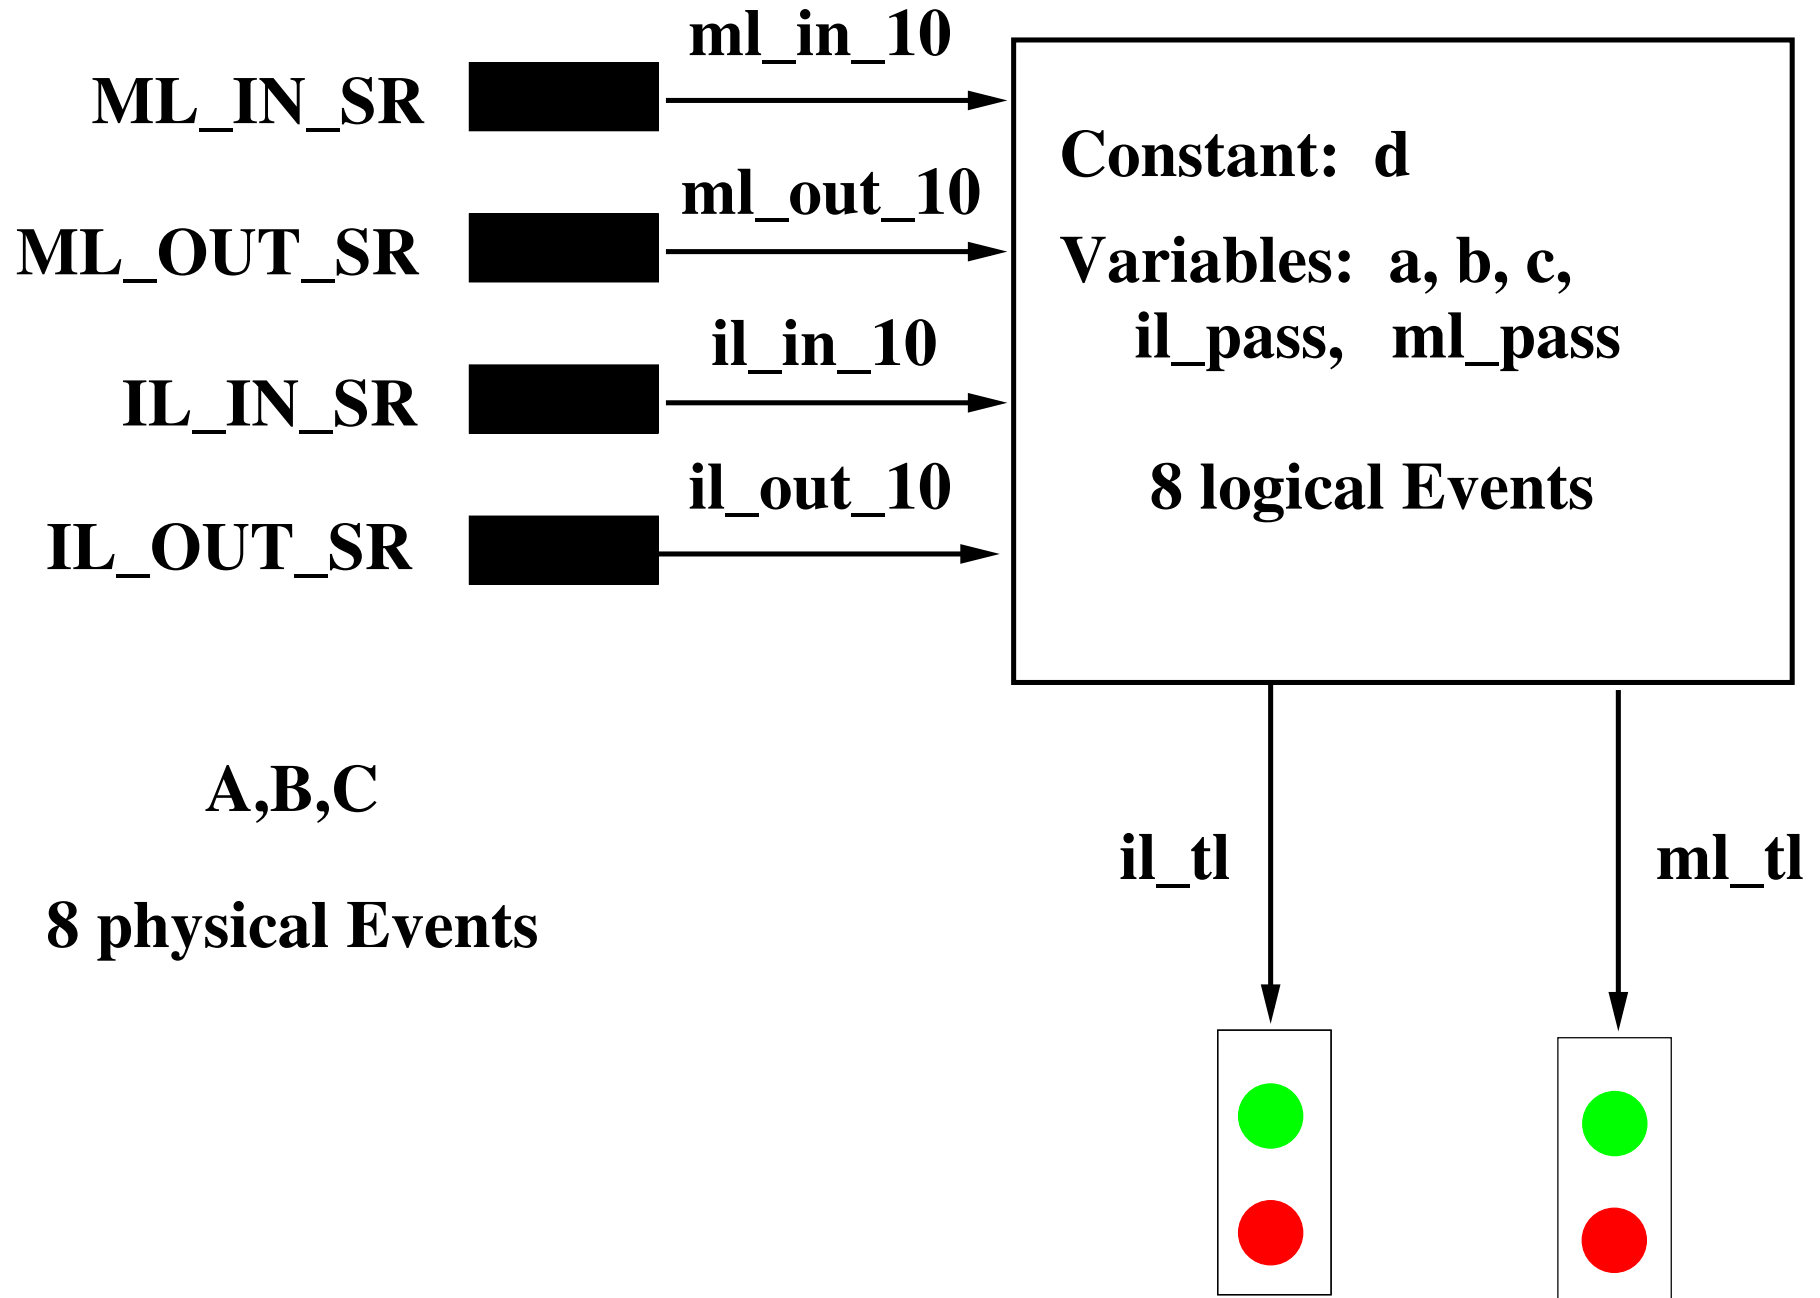 ml_in_10
ML_IN_SR
Constant: d
ml_out_10
ML_OUT_SR
Variables: a, b, c,
il_pass, ml_pass
il_in_10
IL_IN_SR
il_out_10
8 logical Events
IL_OUT_SR
A,B,C
il_tl
ml_tl
8 physical Events